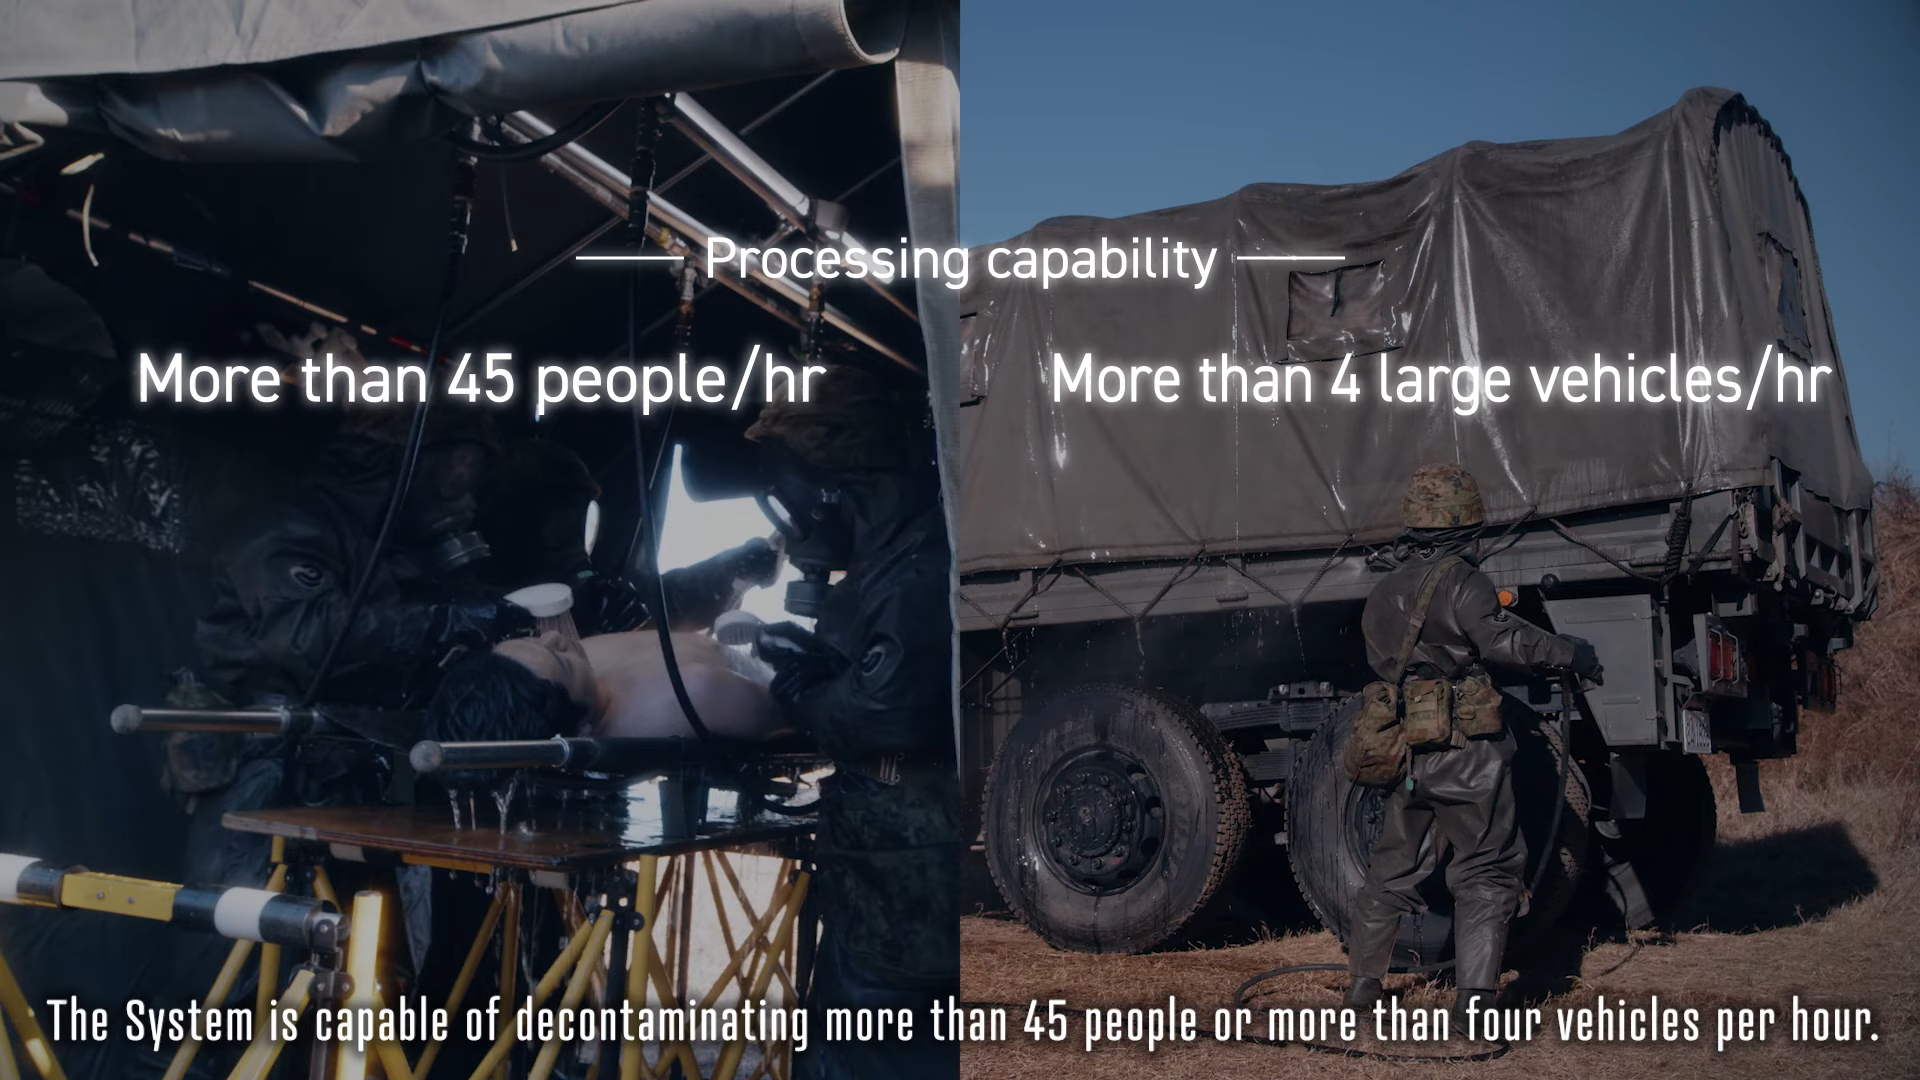 Processing capability
More than 45 people/hr
More than 4 large vehicles/hr
The System is capable of decontaminating more than 45 people or more than four vehicles per hour.